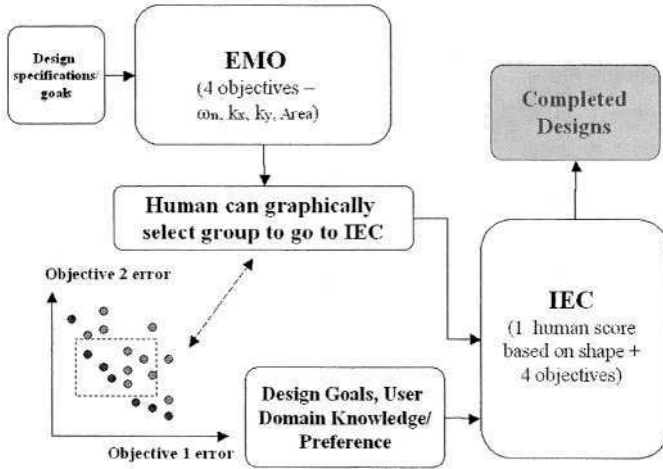 Design
specifications/
goals
EMO
(4 objectives –
ωn, kx, ky, Area)
Completed
Designs
Human can graphically
select group to go to IEC
Objective 2 error
IEC
(1 human score
based on shape +
4 objectives)
Design Goals, User
Domain Knowledge/
Preference
Objective 1 error